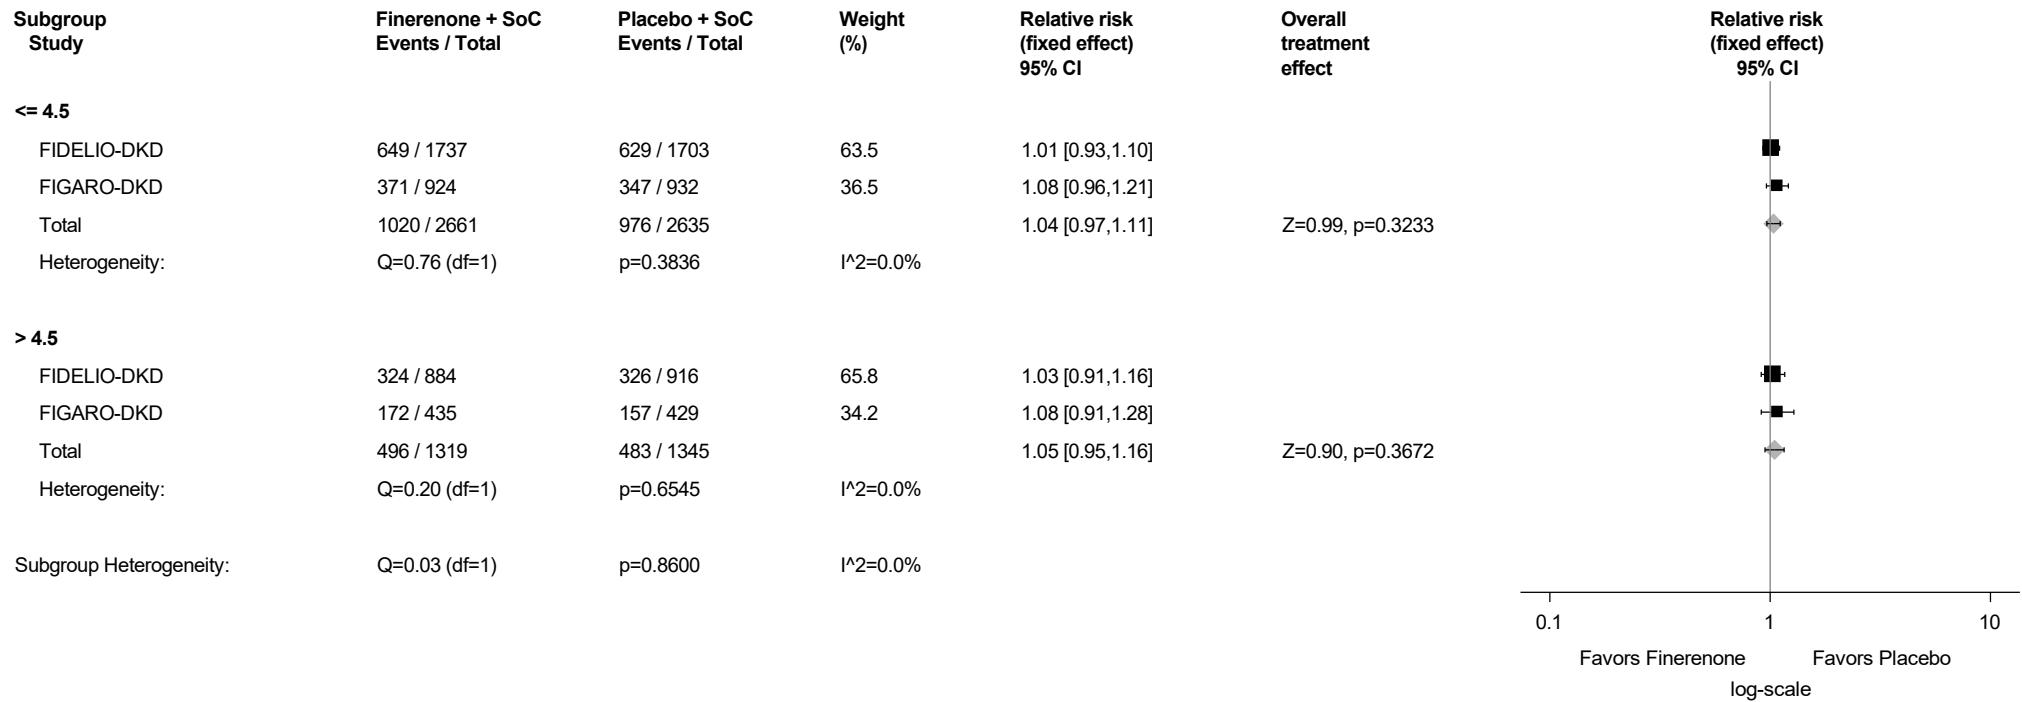 Subgroup Finerenone + SoC Placebo + SoC Weight Relative risk Overall Relative risk
Study Events / Total Events / Total (%) (fixed effect) treatment (fixed effect)
95% CI effect 95% CI
<= 4.5
FIDELIO-DKD 649 / 1737 629 / 1703 63.5 1.01 [0.93,1.10]
FIGARO-DKD 371 / 924 347 / 932 36.5 1.08 [0.96,1.21]
Total 1020 / 2661 976 / 2635 1.04 [0.97,1.11] Z=0.99, p=0.3233
Heterogeneity: Q=0.76 (df=1) p=0.3836 I^2=0.0%
> 4.5
FIDELIO-DKD 324 / 884 326 / 916 65.8 1.03 [0.91,1.16]
FIGARO-DKD 172 / 435 157 / 429 34.2 1.08 [0.91,1.28]
Total 496 / 1319 483 / 1345 1.05 [0.95,1.16] Z=0.90, p=0.3672
Heterogeneity: Q=0.20 (df=1) p=0.6545 I^2=0.0%
Subgroup Heterogeneity: Q=0.03 (df=1) p=0.8600 I^2=0.0%
0.1 1 10
Favors Finerenone Favors Placebo
log-scale